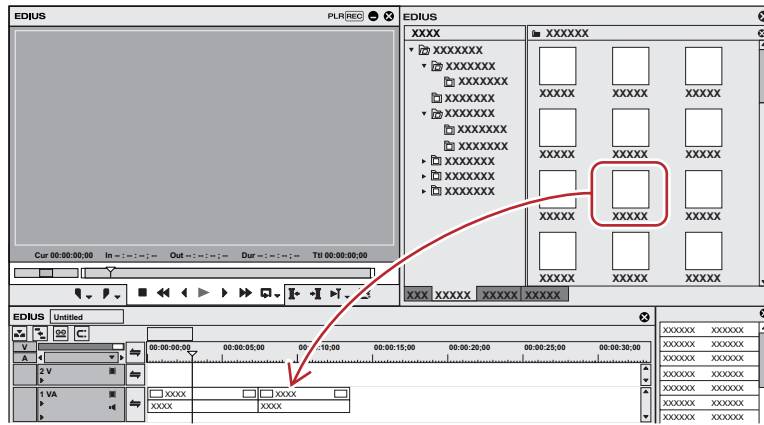 EDIUS
PLR REC
Cur 00:00:00;00 In -- : -- : -- ; -- Out -- : -- : -- ; -- Dur -- : -- : -- ; -- Ttl 00:00:00;00
EDIUS
XXXX
XXXXXXX
XXXXXXX
XXXXXXX
XXXXXXX
XXXXXXX
XXXXXXX
XXXXXXX
XXXXXXX
XXXXXXX
XXXXXXX
XXXXXX
XXXXX XXXXX XXXXX
XXXXX XXXXX XXXXX
XXXXX XXXXX XXXXX
XXXXX XXXXX XXXXX
XXX XXXXX XXXXX XXXXX
EDIUS Untitled
V
A
00:00:00;00 00:00:05;00 00:00:10;00 00:00:15;00 00:00:20;00 00:00:25;00 00:00:30;00
2 V
1 VA
XXXX XXXX
XXXX XXXX
XXXXXX XXXXXX
XXXXXX XXXXXX
XXXXXX XXXXXX
XXXXXX XXXXXX
XXXXXX XXXXXX
XXXXXX XXXXXX
XXXXXX XXXXXX